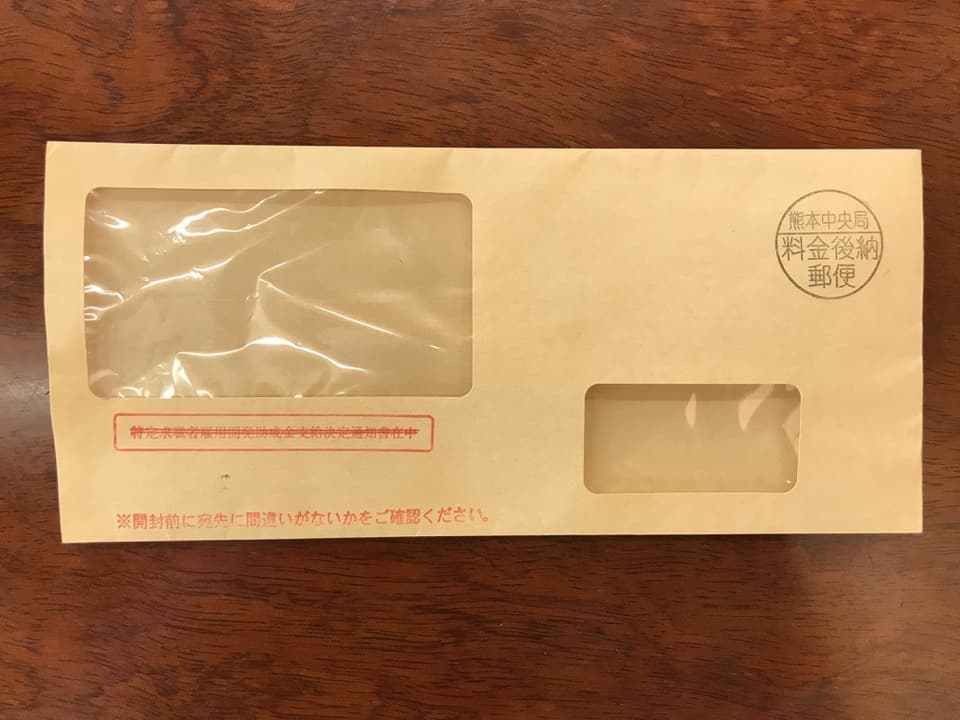 熊本中央局
料金後納
郵便
特定求職者雇用開発助成金支給決定通知書在中
※開封前に宛先に間違いがないかをご確認ください。